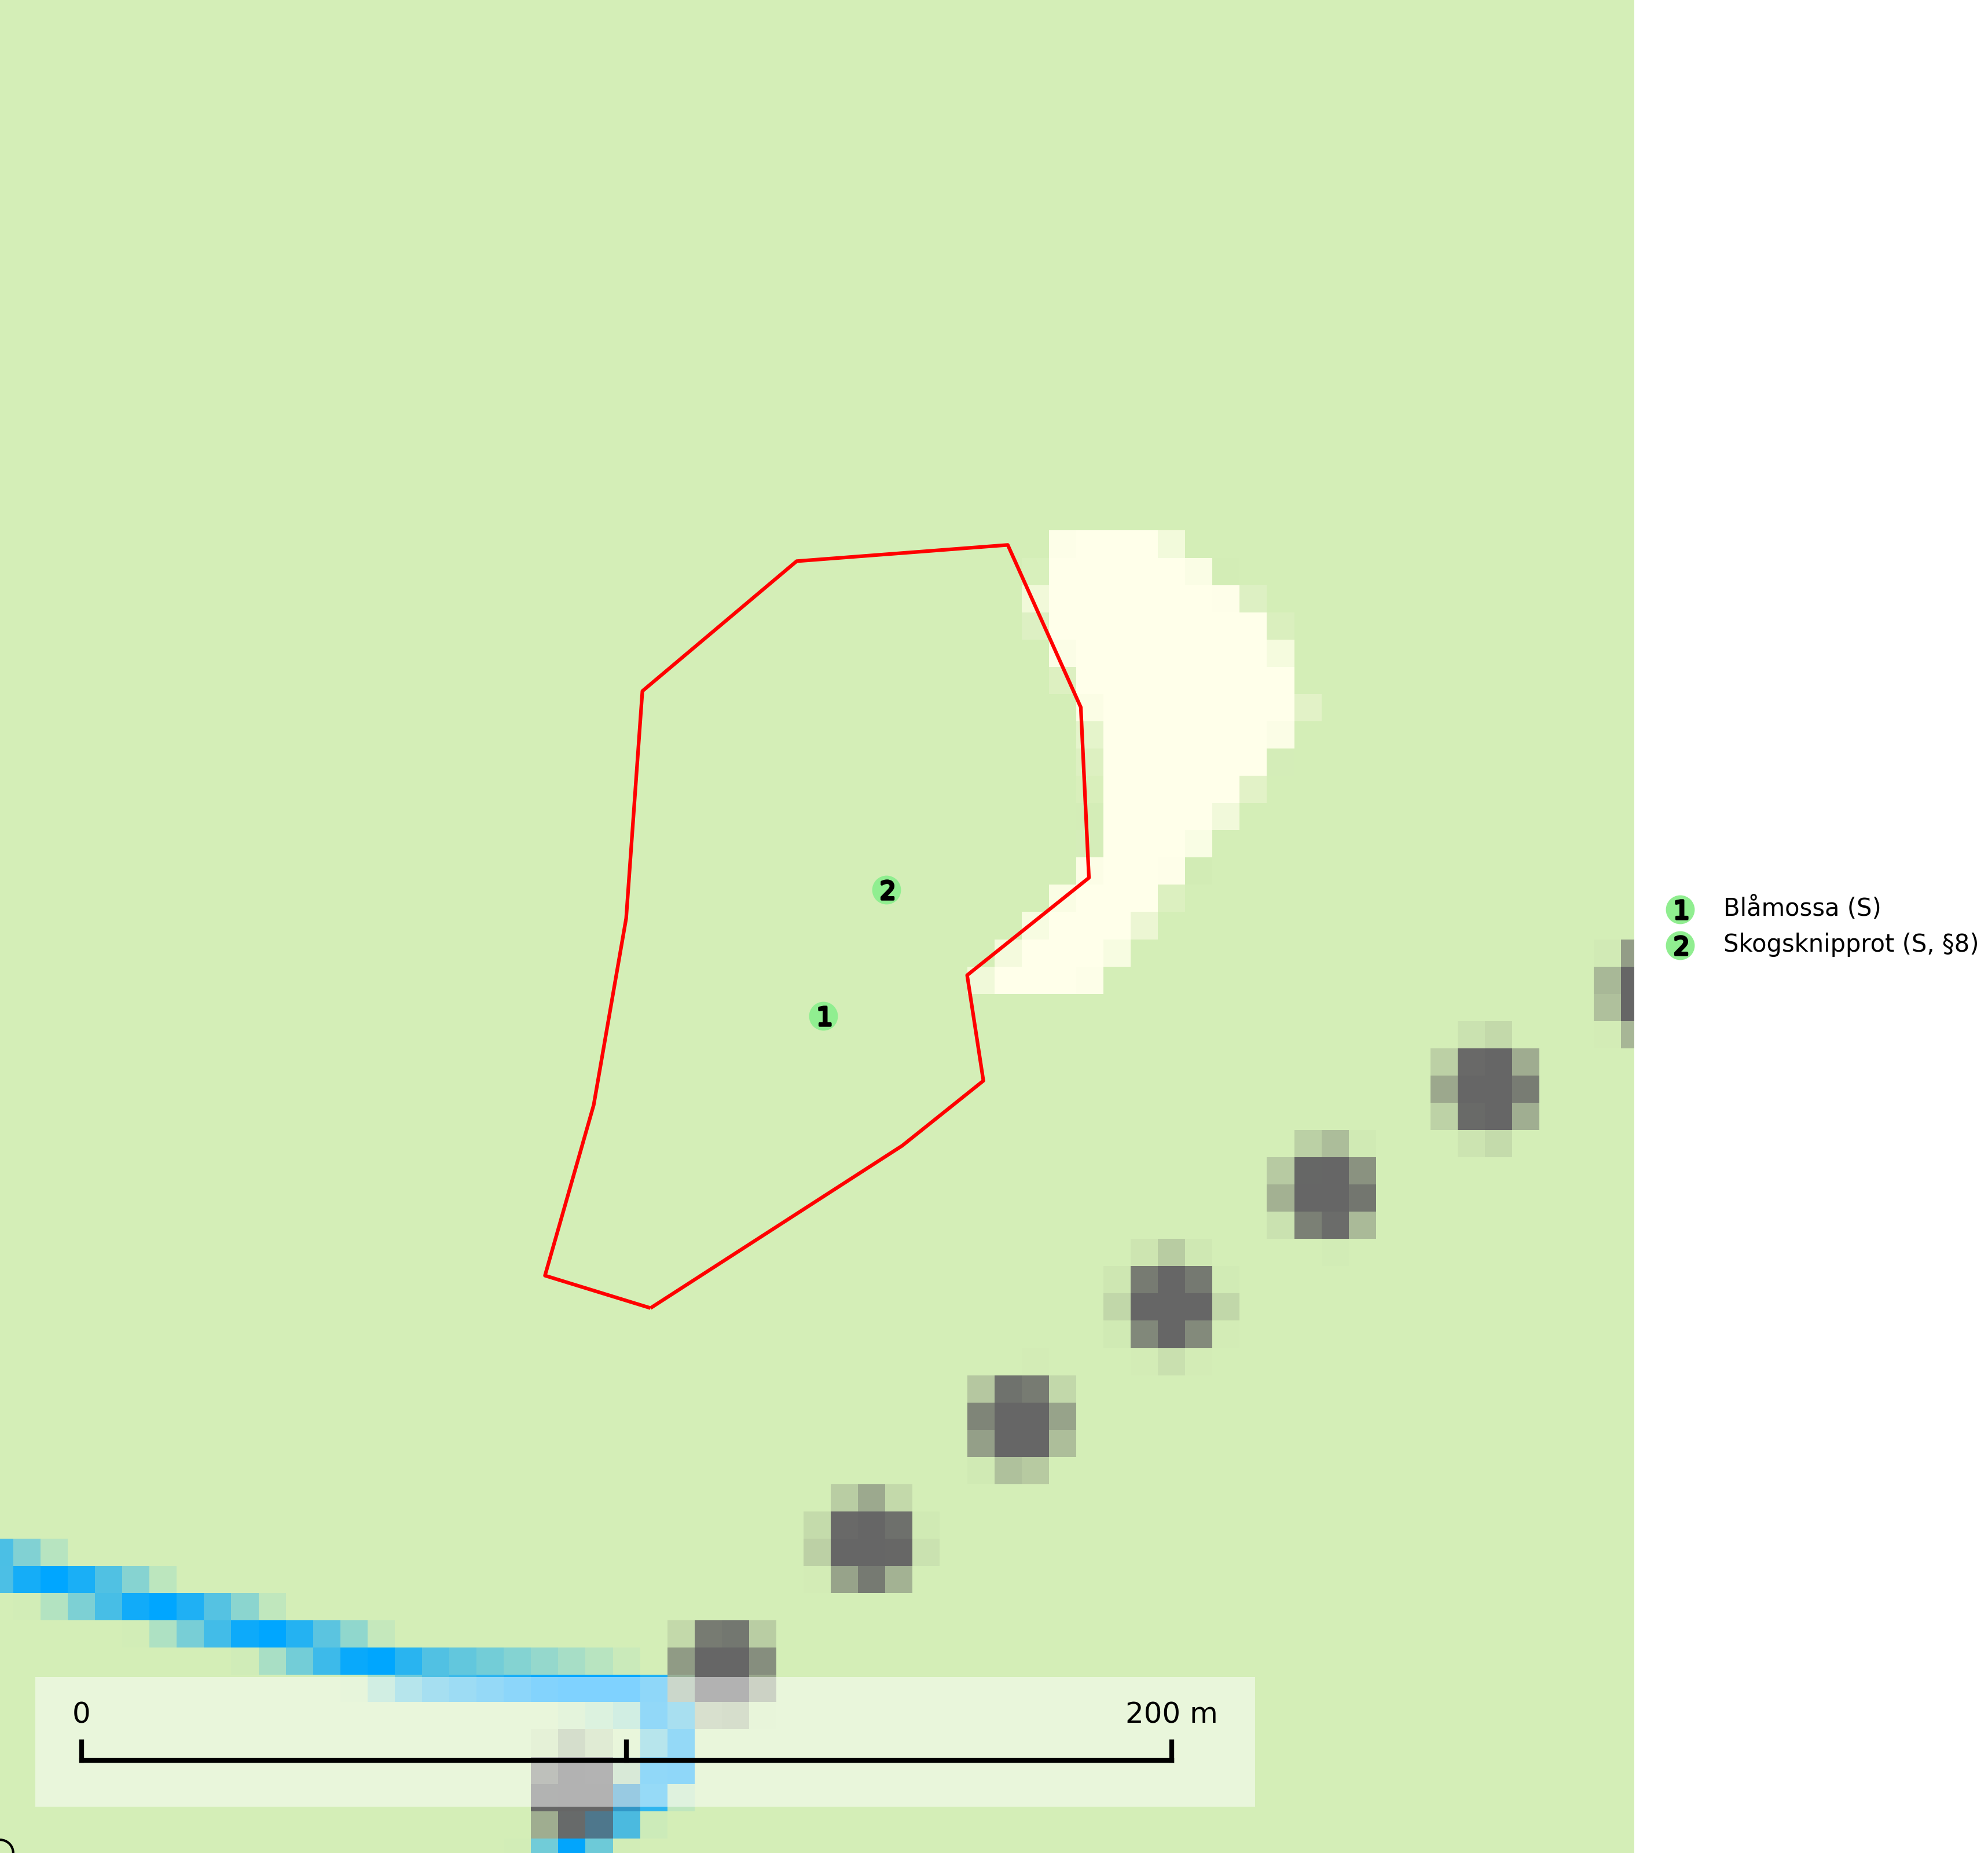 2
1
1 Blåmossa (S)
2 Skogsknipprot (S, §8)
0 200 m